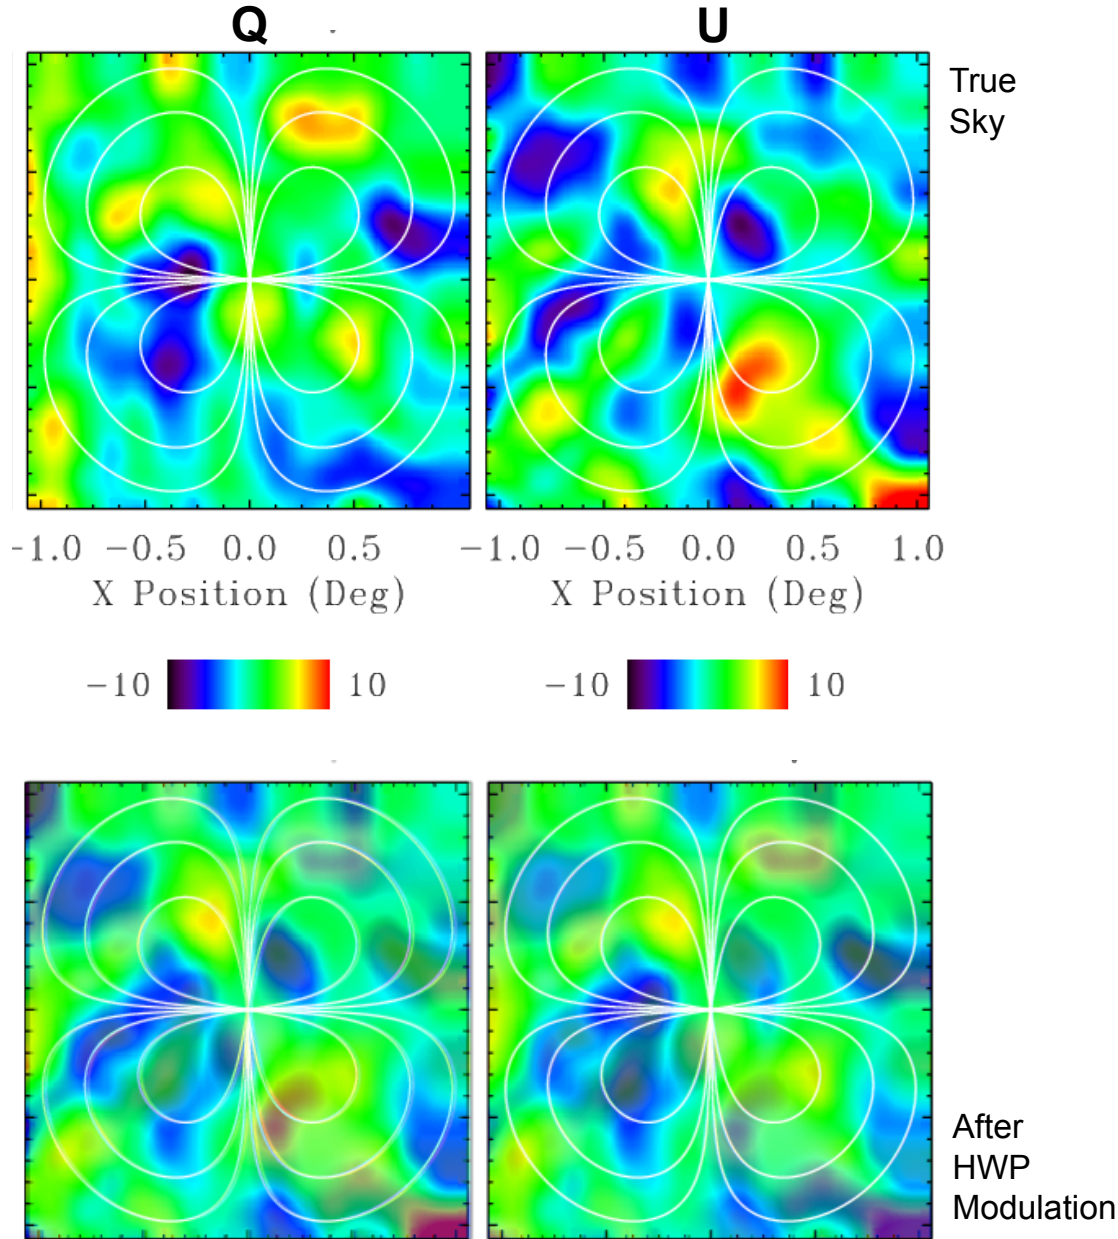 Q U
True
Sky
-1.0 -0.5 0.0 0.5 -1.0 -0.5 0.0 0.5 1.0
X Position (Deg) X Position (Deg)
-10 10 -10 10
After
HWP
Modulation